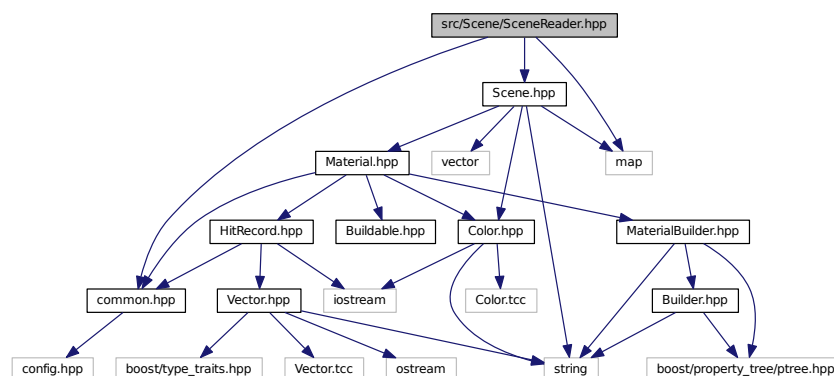 src/Scene/SceneReader.hpp
Scene.hpp
Material.hpp
vector
map
HitRecord.hpp
Buildable.hpp
Color.hpp
MaterialBuilder.hpp
common.hpp
Vector.hpp
iostream
Color.tcc
Builder.hpp
config.hpp
boost/type_traits.hpp
Vector.tcc
ostream
string
boost/property_tree/ptree.hpp